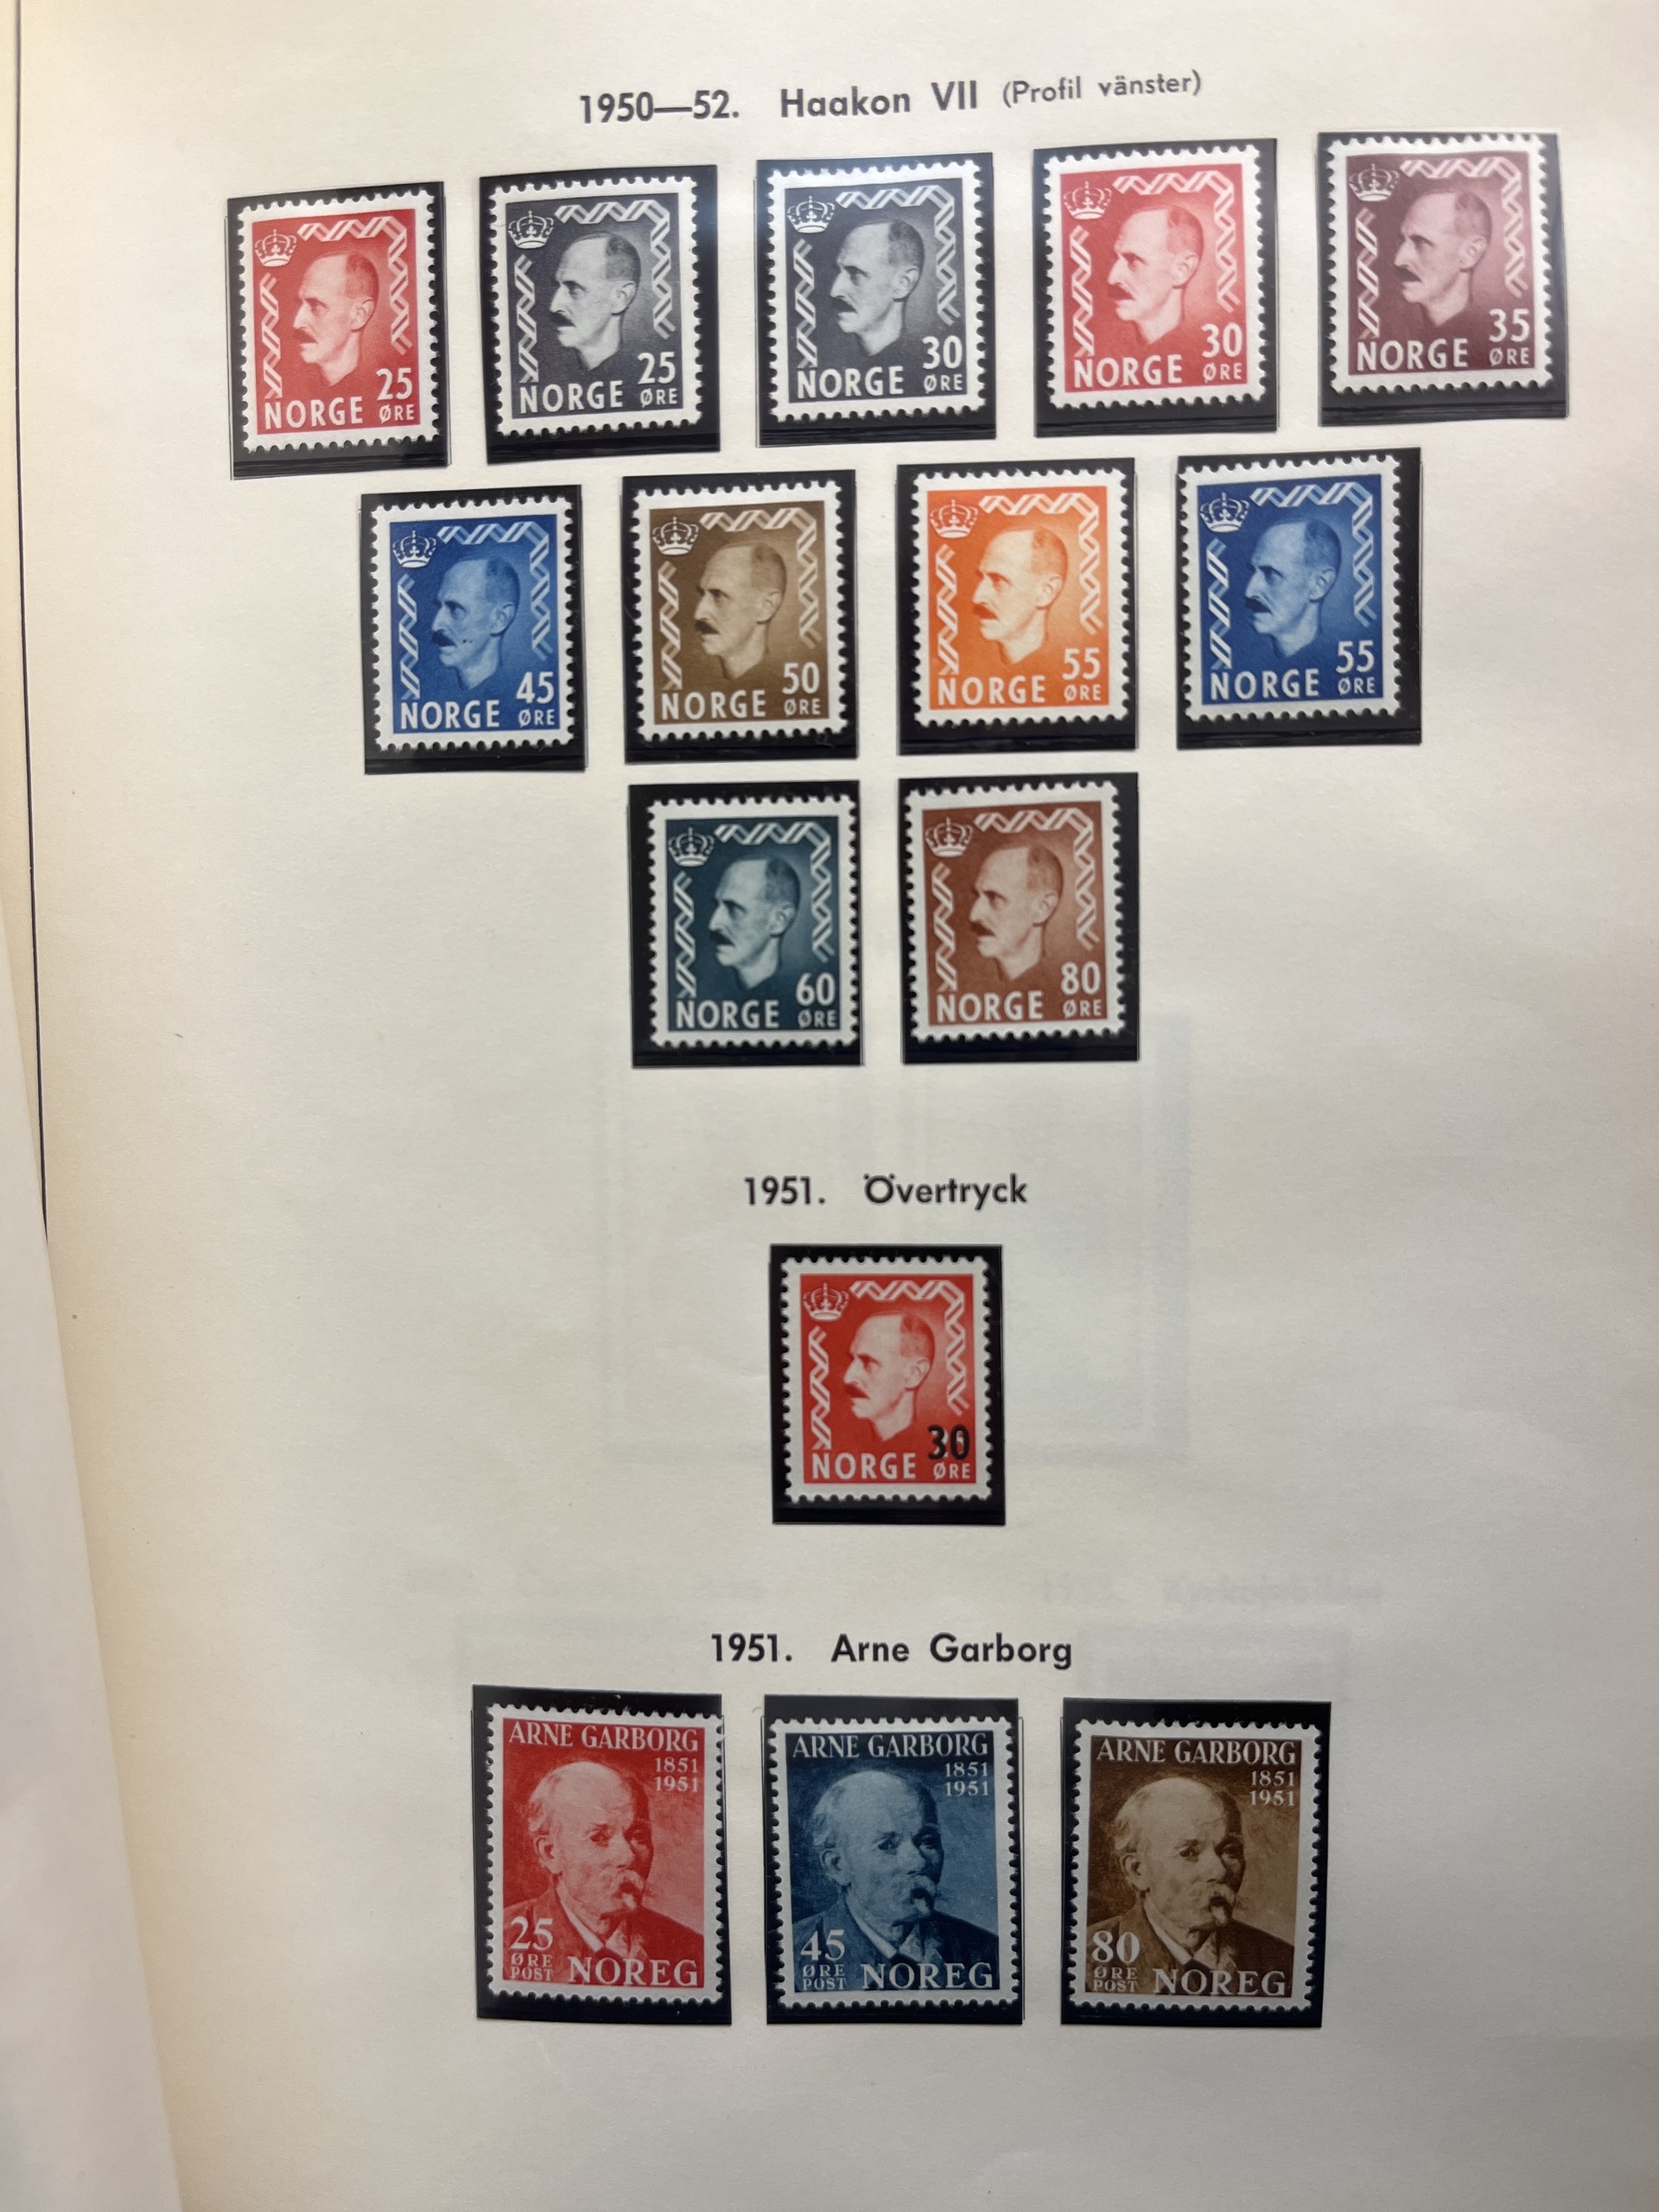 1950—52. Haakon VII (Profil vänster)
25
NORGE ØRE
25
NORGE ØRE
30
NORGE ØRE
30
NORGE ØRE
35
NORGE ØRE
45
NORGE ØRE
50
NORGE ØRE
55
NORGE ØRE
55
NORGE ØRE
60
NORGE ØRE
80
NORGE ØRE
1951. Övertryck
30
NORGE ØRE
1951. Arne Garborg
ARNE GARBORG
1851
1951
25
ØRE
POST NOREG
ARNE GARBORG
1851
1951
45
ØRE
POST NOREG
ARNE GARBORG
1851
1951
80
ØRE
POST NOREG